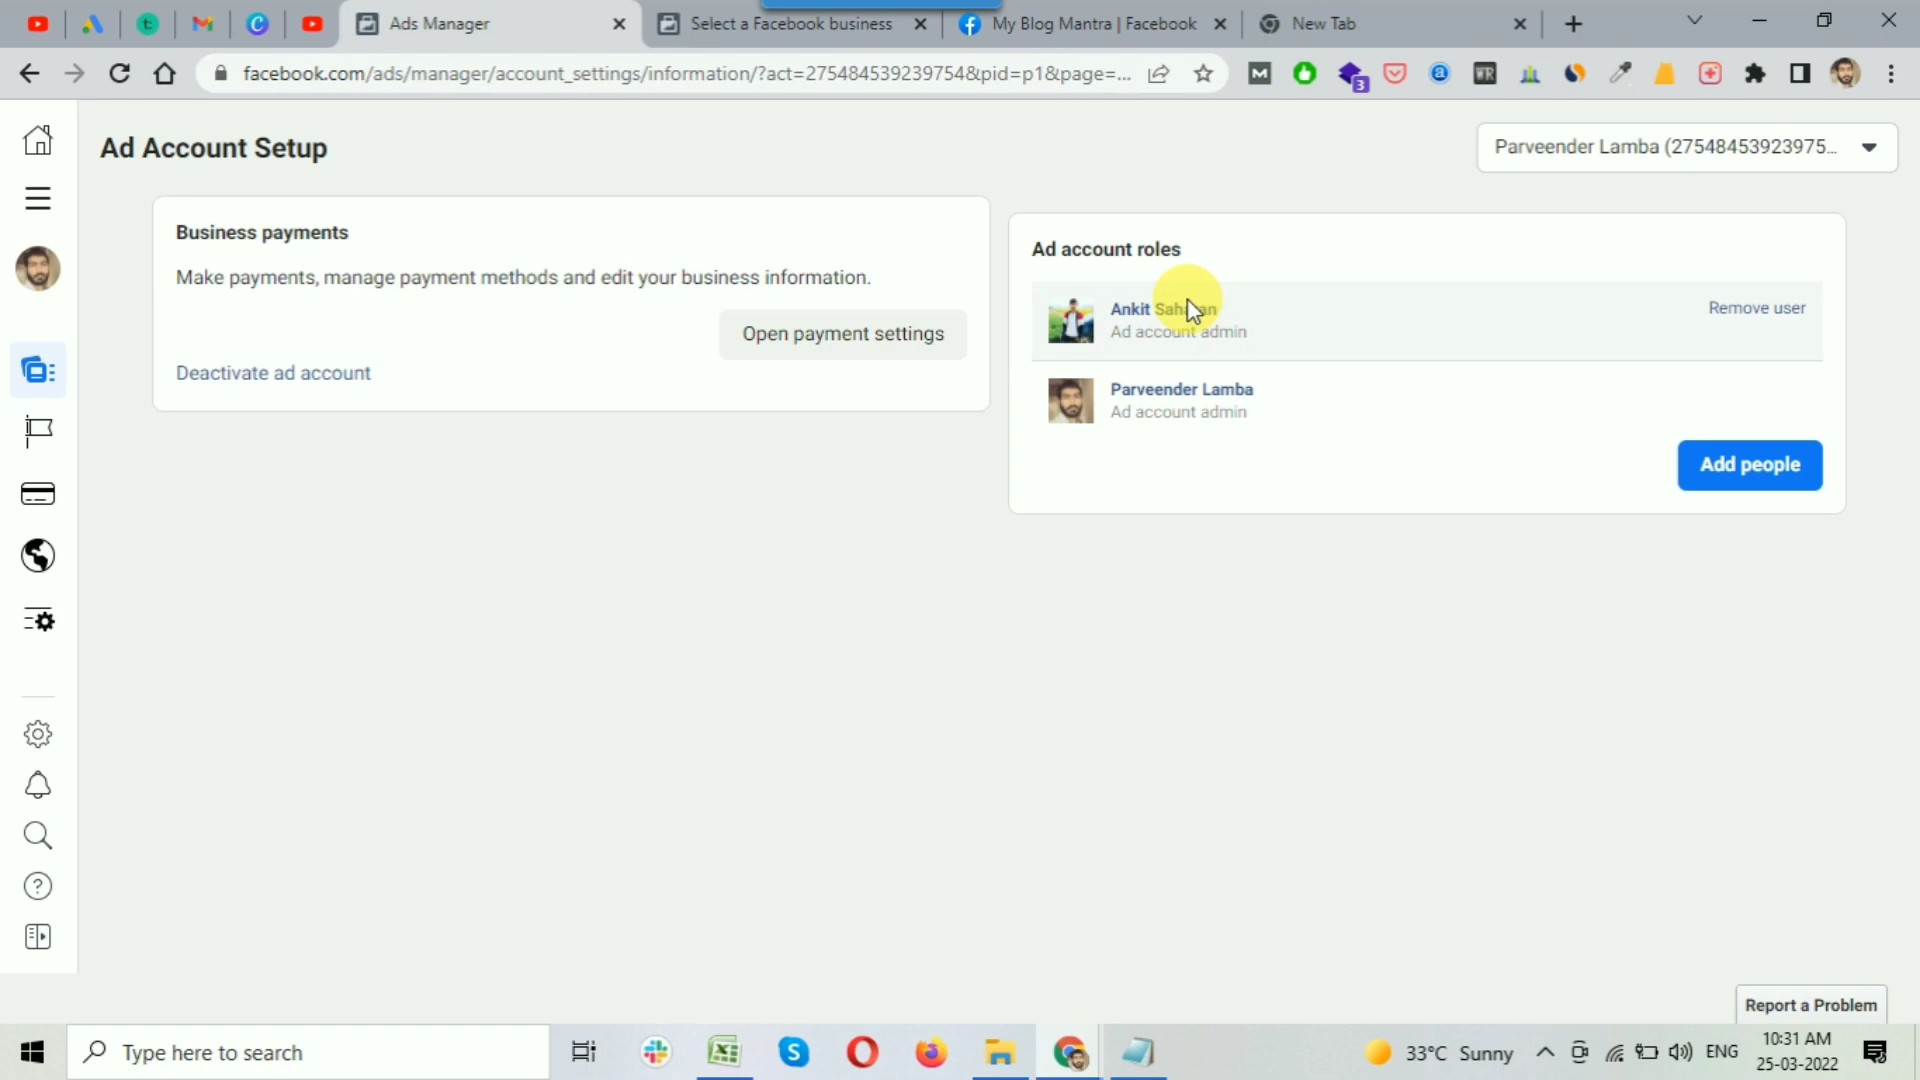 Ads Manager
Select a Facebook business
My Blog Mantra | Facebook
New Tab
facebook.com/ads/manager/account_settings/information/?act=275484539239754&pid=p1&page=...
3
Ad Account Setup
Parveender Lamba (27548453923975...
Business payments
Make payments, manage payment methods and edit your business information.
Open payment settings
Deactivate ad account
Ad account roles
Ankit
Ad account admin
Remove user
Parveender Lamba
Ad account admin
Add people
Report a Problem
Type here to search
33°C Sunny
ENG
10:31 AM
25-03-2022